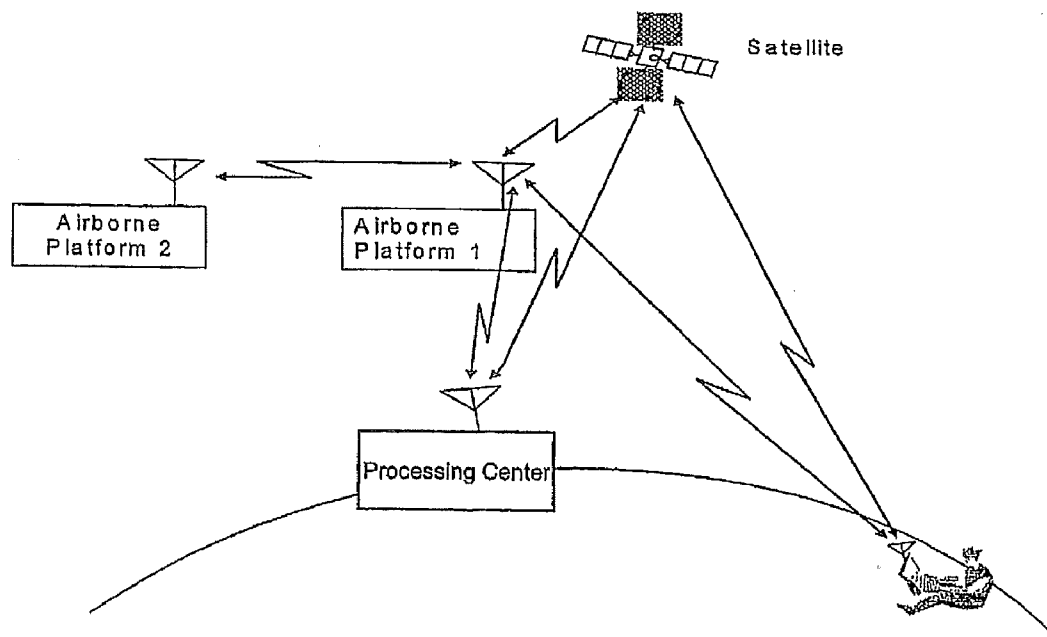 Satellite
Airborne
Platform 2
Airborne
Platform 1
Processing Center